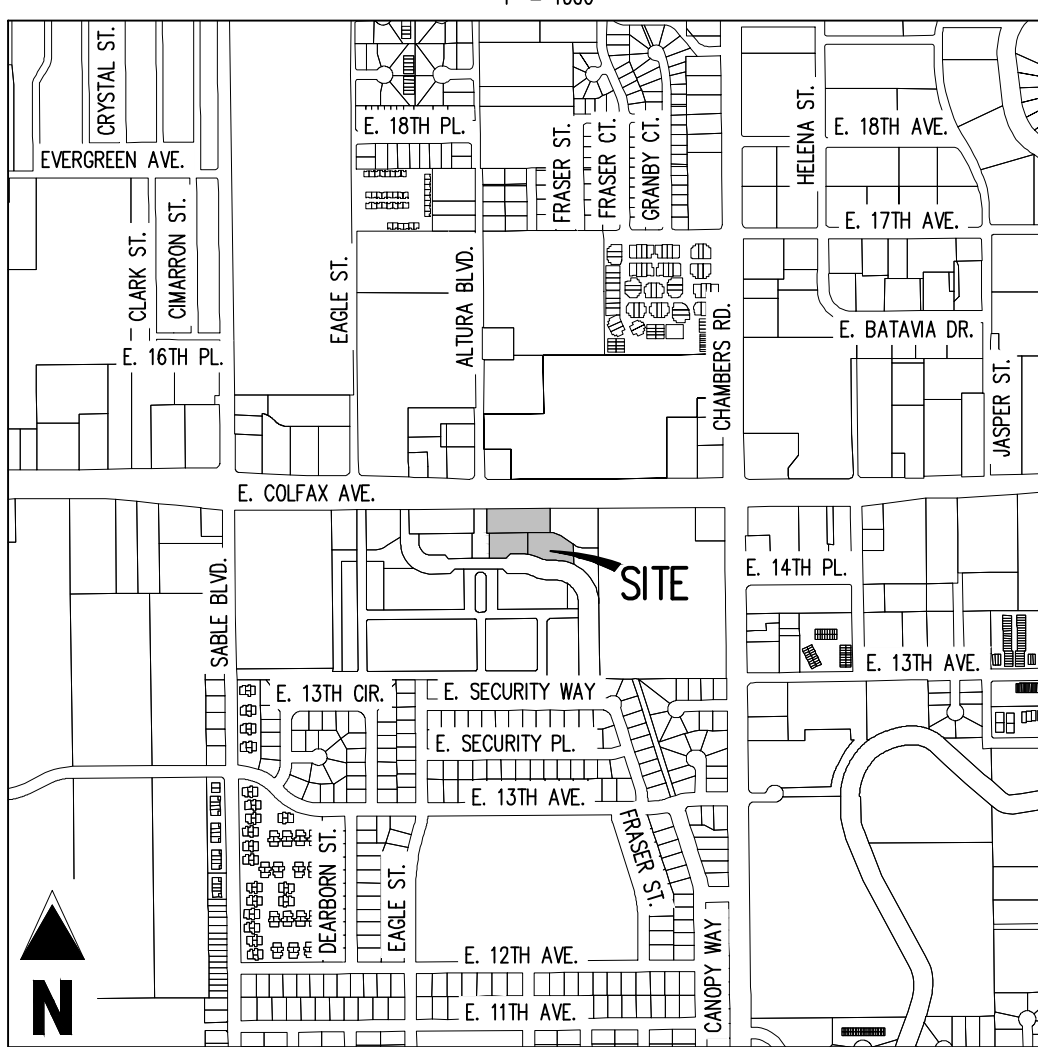 1" = 1000'
CRYSTAL ST.
E. 18TH PL.
FRASER ST.
FRASER CT.
GRANBY CT.
HELENA ST.
E. 18TH AVE.
EVERGREEN AVE.
CLARK ST.
CIMARRON ST.
E. 17TH AVE.
EAGLE ST.
ALTURA BLVD.
CHAMBERS RD.
E. BATAVIA DR.
E. 16TH PL.
JASPER ST.
E. COLFAX AVE.
SABLE BLVD.
SITE
E. 14TH PL.
E. 13TH AVE.
E. 13TH CIR.
E. SECURITY WAY
E. SECURITY PL.
E. 13TH AVE.
DEARBORN ST.
EAGLE ST.
FRASER ST.
CANOPY WAY
E. 12TH AVE.
E. 11TH AVE.
N